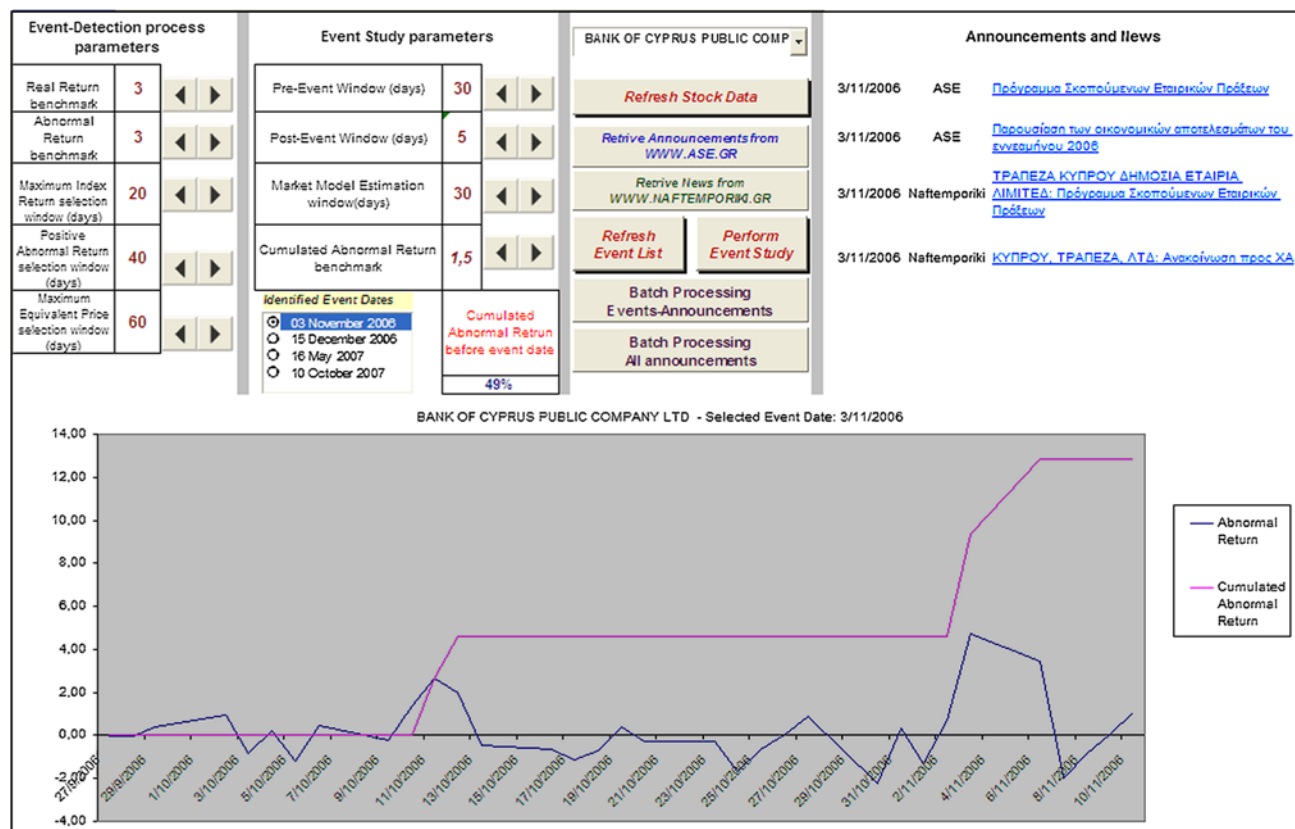 Event-Detection process
parameters
Real Return
benchmark
3
Abnormal
Return
benchmark
3
Maximum Index
Return selection
window (days)
20
Positive
Abnormal Return
selection window
(days)
40
Maximum
Equivalent Price
selection window
(days)
60
Event Study parameters
Pre-Event Window (days)
30
Post-Event Window (days)
5
Market Model Estimation
window(days)
30
Cumulated Abnormal Return
benchmark
1,5
Identified Event Dates
03 November 2006
15 December 2006
16 May 2007
10 October 2007
Cumulated
Abnormal Retrun
before event date
49%
BANK OF CYPRUS PUBLIC COMP
Refresh Stock Data
Retrive Announcements from
WWW.ASE.GR
Retrive News from
WWW.NAFTEMPORIKI.GR
Refresh
Event List
Perform
Event Study
Batch Processing
Events-Announcements
Batch Processing
All announcements
Announcements and News
3/11/2006 ASE Πρόγραμμα Σκοπούμενων Εταιρικών Πράξεων
3/11/2006 ASE Παρουσίαση των οικονομικών αποτελεσμάτων του
εννεαμήνου 2006
3/11/2006 Naftemporiki ΤΡΑΠΕΖΑ ΚΥΠΡΟΥ ΔΗΜΟΣΙΑ ΕΤΑΙΡΙΑ
ΛΙΜΙΤΕΔ: Πρόγραμμα Σκοπούμενων Εταιρικών
Πράξεων
3/11/2006 Naftemporiki ΚΥΠΡΟΥ, ΤΡΑΠΕΖΑ, ΛΤΔ: Ανακοίνωση προς ΧΑ
BANK OF CYPRUS PUBLIC COMPANY LTD - Selected Event Date: 3/11/2006
14,00
12,00
10,00
8,00
6,00
4,00
2,00
0,00
-2,00
-4,00
27/9/2006
29/9/2006
1/10/2006
3/10/2006
5/10/2006
7/10/2006
9/10/2006
11/10/2006
13/10/2006
15/10/2006
17/10/2006
19/10/2006
21/10/2006
23/10/2006
25/10/2006
27/10/2006
29/10/2006
31/10/2006
2/11/2006
4/11/2006
6/11/2006
8/11/2006
10/11/2006
Abnormal
Return
Cumulated
Abnormal
Return